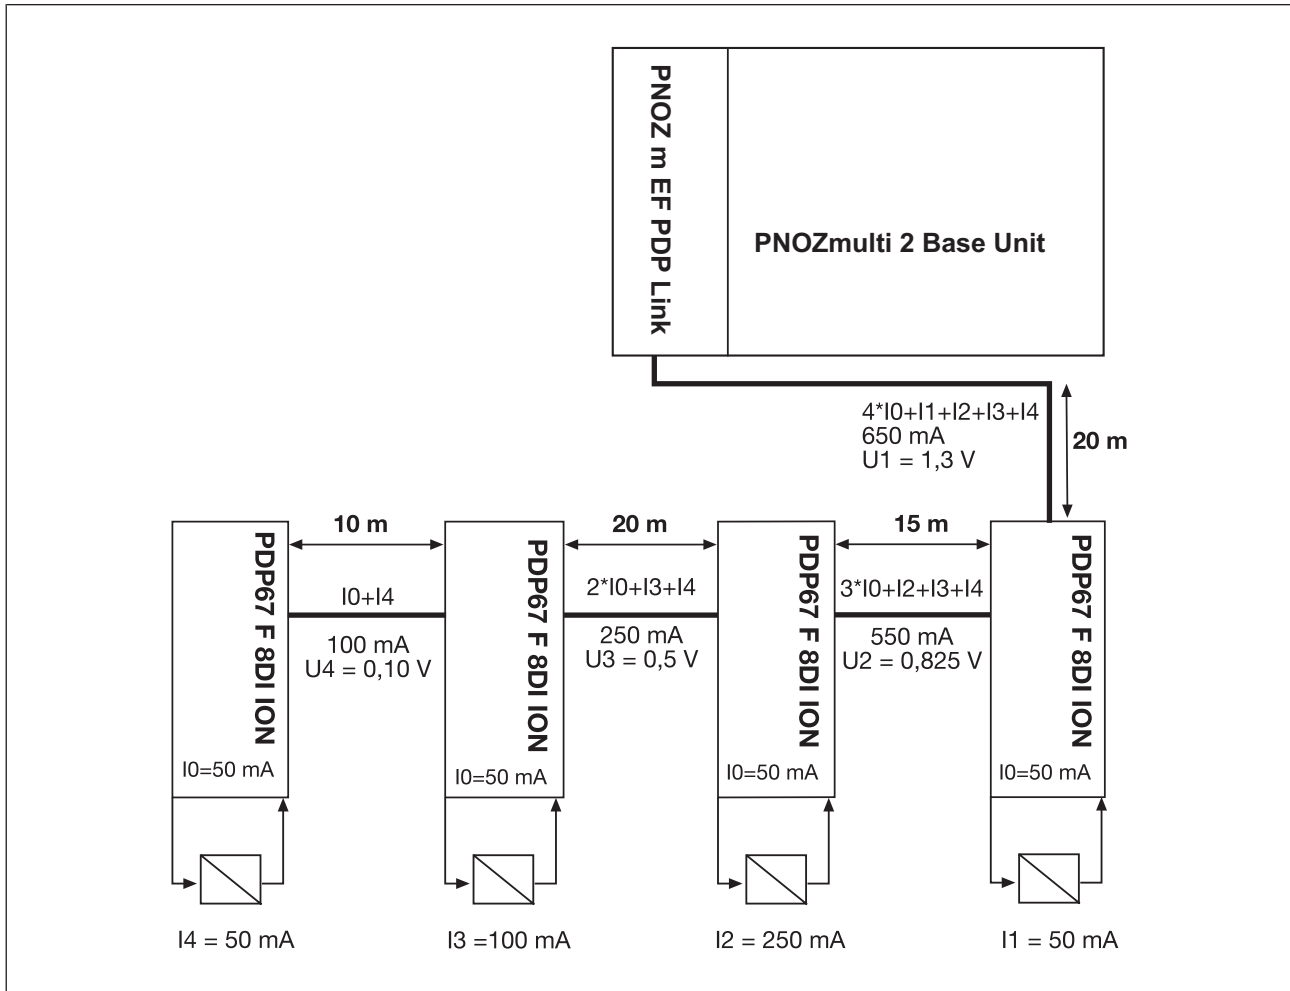 PNOZ m EF PDP Link
PNOZmulti 2 Base Unit
4*I0+I1+I2+I3+I4
650 mA
U1 = 1,3 V
20 m
10 m
20 m
15 m
PDP67 F 8DI ION
I0+I4
100 mA
U4 = 0,10 V
I0=50 mA
PDP67 F 8DI ION
2*I0+I3+I4
250 mA
U3 = 0,5 V
I0=50 mA
PDP67 F 8DI ION
3*I0+I2+I3+I4
550 mA
U2 = 0,825 V
I0=50 mA
PDP67 F 8DI ION
I0=50 mA
I4 = 50 mA
I3 =100 mA
I2 = 250 mA
I1 = 50 mA